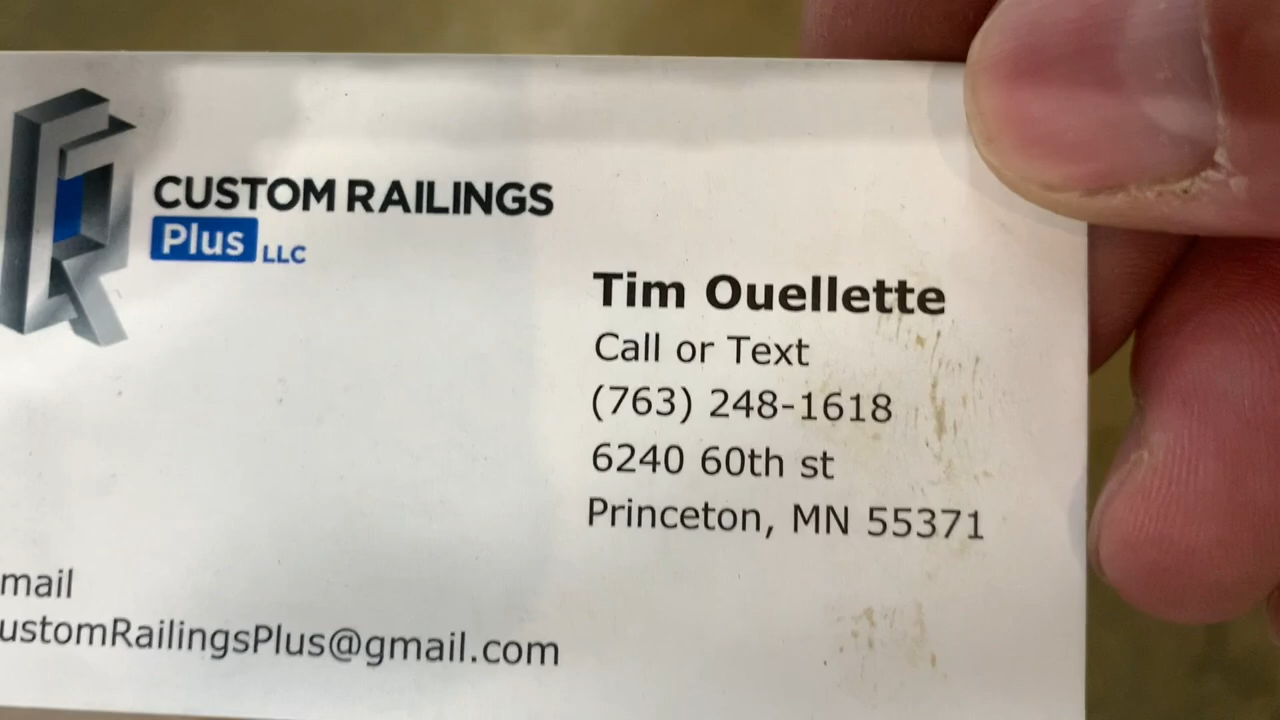 CUSTOM RAILINGS
Plus LLC
Tim Ouellette
Call or Text
(763) 248-1618
6240 60th st
Princeton, MN 55371
mail
ustomRailingsPlus@gmail.com